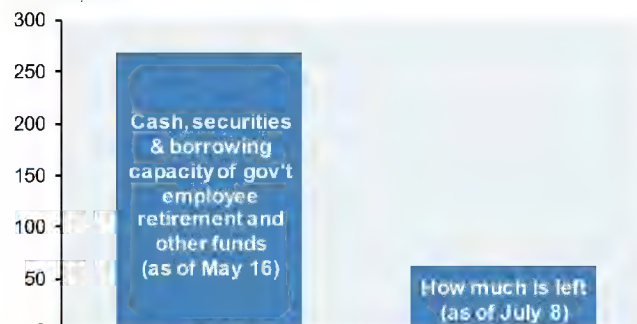 300
250
200
150
100
50
Cash, securities
& borrowing
capacity of gov't
employee
retirement and
other funds
(as of May 16)
How much is left
(as of July 8)